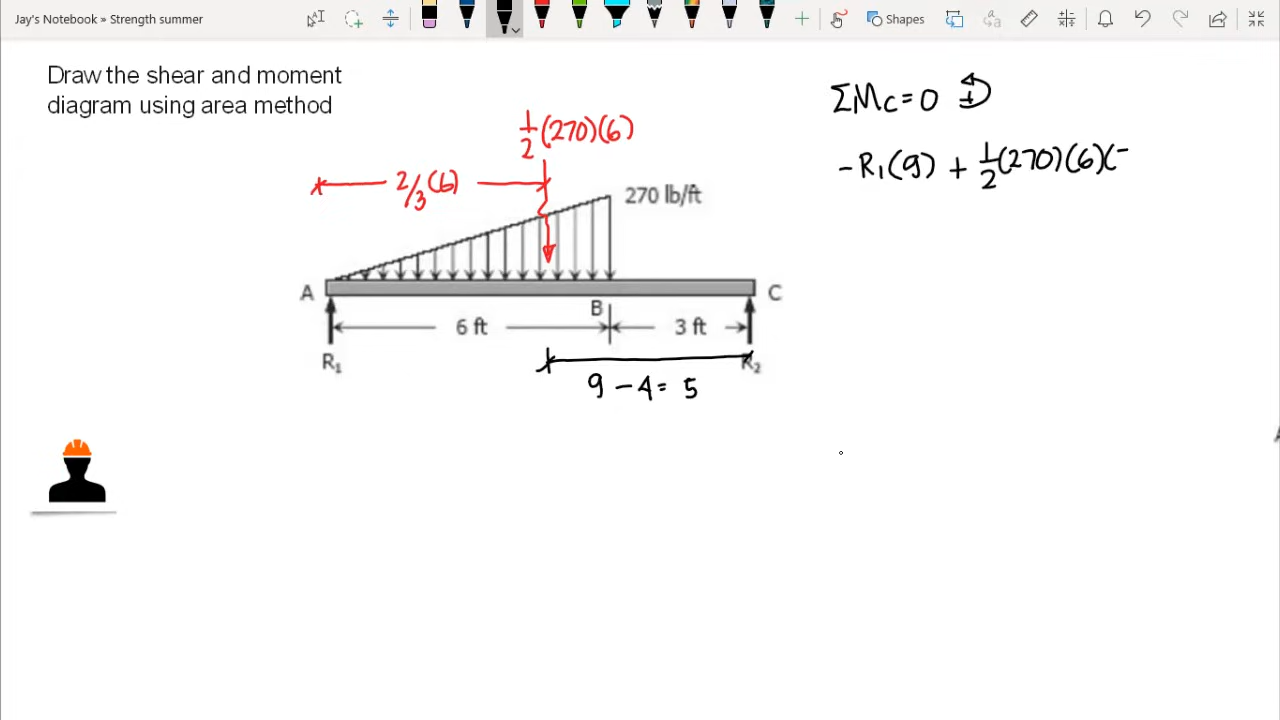 Jay's Notebook » Strength summer
Shapes
Draw the shear and moment
diagram using area method
ΣMc=0
-R₁(9) + 1/2(270)(6)(
1/2(270)(6)
2/3(6)
270 lb/ft
A
B
C
6 ft
3 ft
R₁
R₂
9 - 4 = 5